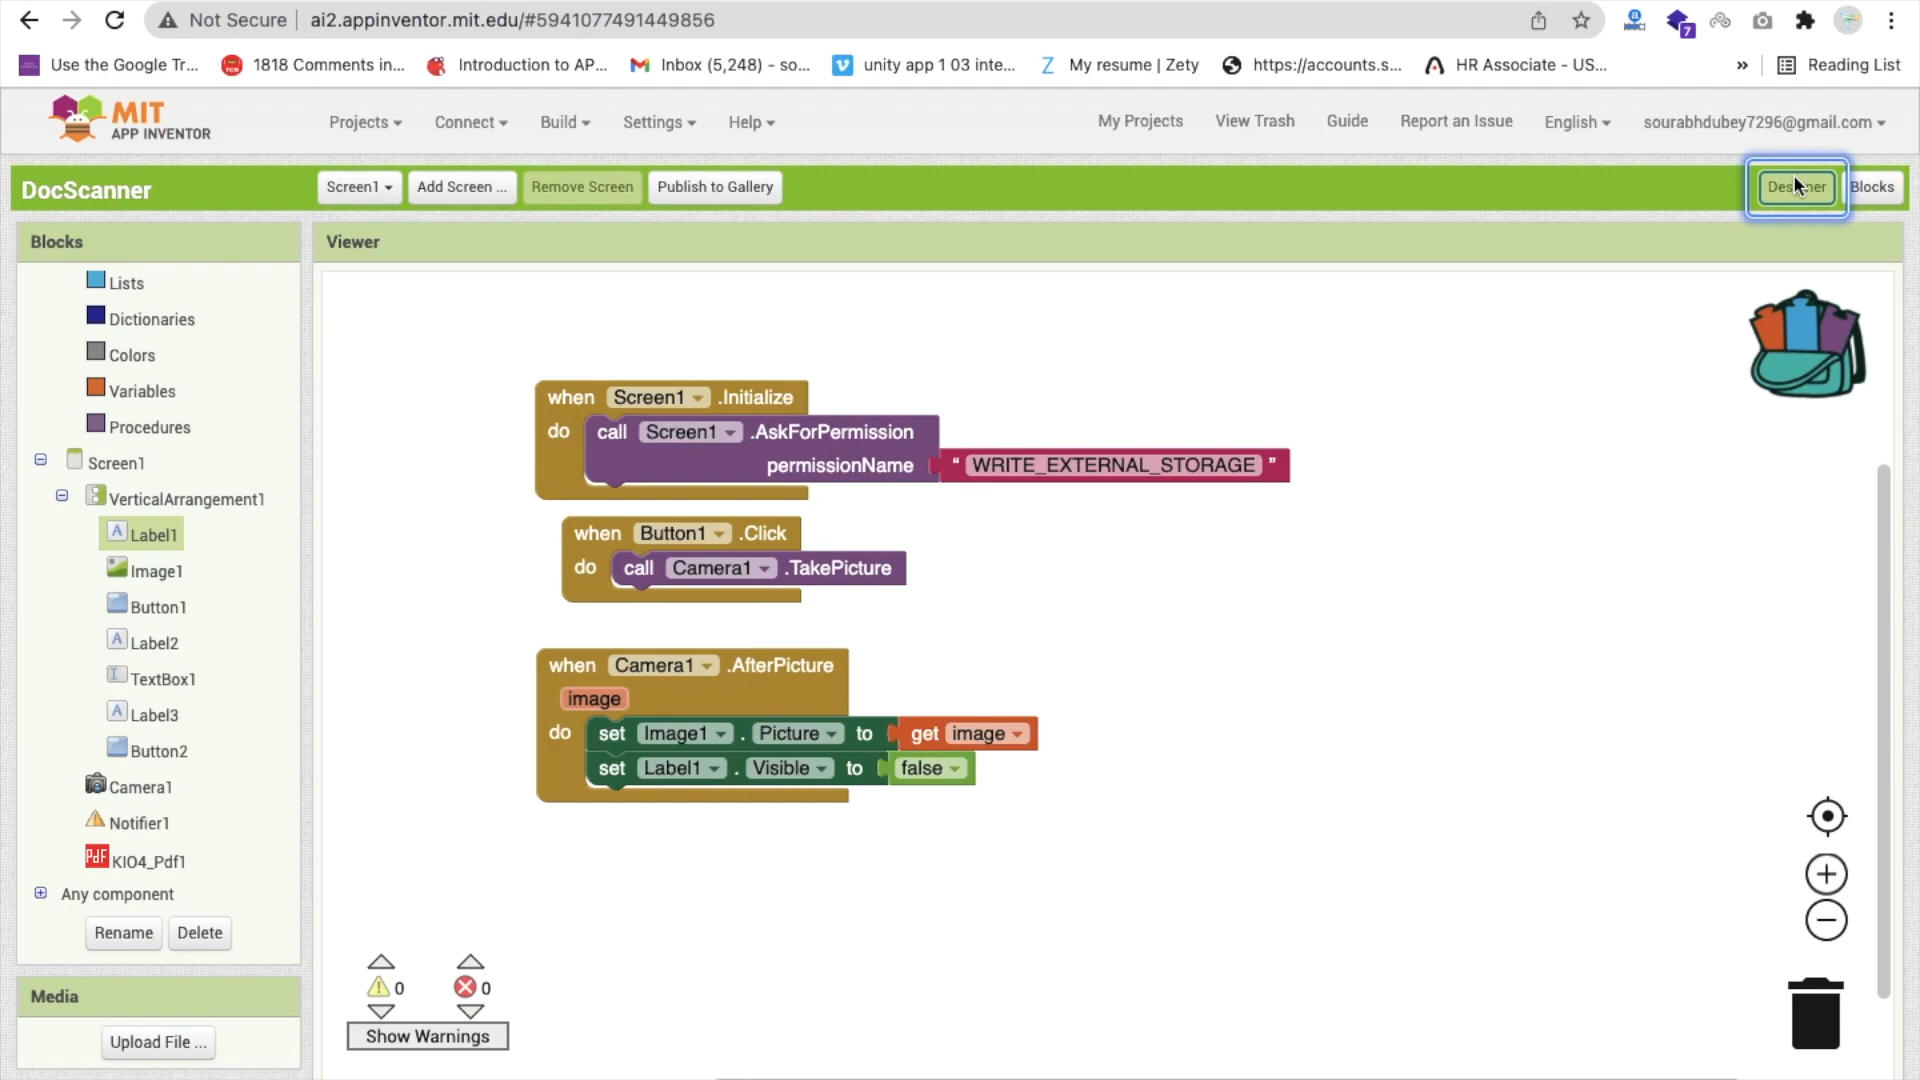 Not Secure | ai2.appinventor.mit.edu/#5941077491449856
7
Use the Google Tr... 1818 Comments in... Introduction to AP... Inbox (5,248) - so... unity app 1 03 inte... Z My resume | Zety https://accounts.s... HR Associate - US... » Reading List
MIT
APP INVENTOR
Projects Connect Build Settings Help My Projects View Trash Guide Report an Issue English sourabhdubey7296@gmail.com
DocScanner Screen1 Add Screen ... Remove Screen Publish to Gallery Designer Blocks
Blocks Viewer
Lists
Dictionaries
Colors
Variables
Procedures
Screen1
VerticalArrangement1
A Label1
Image1
Button1
A Label2
I TextBox1
A Label3
Button2
Camera1
Notifier1
PdF KIO4_Pdf1
Any component
Rename Delete
Media
Upload File ...
when Screen1 .Initialize
do call Screen1 .AskForPermission
permissionName “ WRITE_EXTERNAL_STORAGE ”
when Button1 .Click
do call Camera1 .TakePicture
when Camera1 .AfterPicture
image
do set Image1 . Picture to get image
set Label1 . Visible to false
0 0
Show Warnings